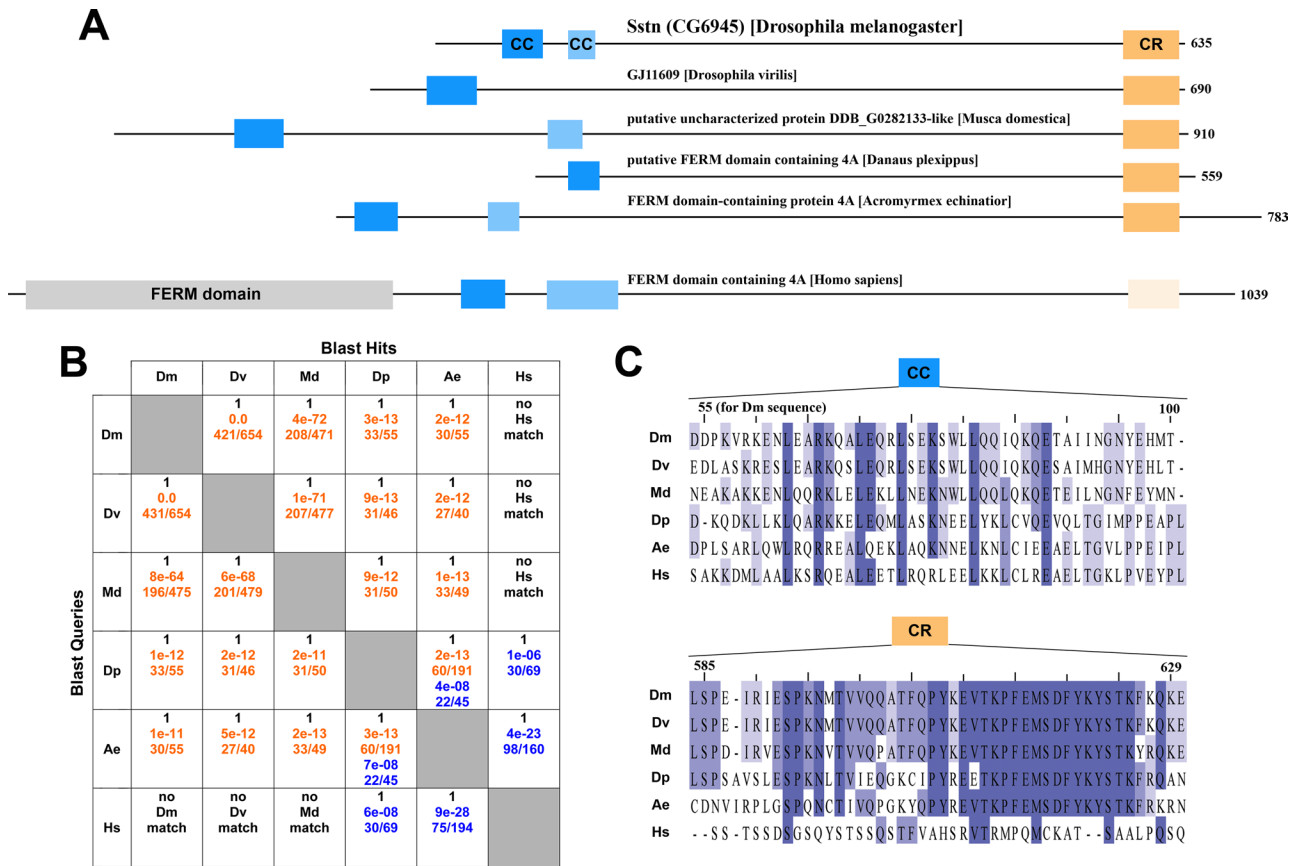 A
Sstn (CG6945) [Drosophila melanogaster]
CC
CC
CR
635
GJ11609 [Drosophila virilis]
690
putative uncharacterized protein DDB_G0282133-like [Musca domestica]
910
putative FERM domain containing 4A [Danaus plexippus]
559
FERM domain-containing protein 4A [Acromyrmex echinatior]
783
FERM domain containing 4A [Homo sapiens]
FERM domain
1039
B
Blast Hits
Dm Dv Md Dp Ae Hs
Blast Queries
Dm
1
0.0
421/654
1
4e-72
208/471
1
3e-13
33/55
1
2e-12
30/55
no
Hs
match
Dv
1
0.0
431/654
1
1e-71
207/477
1
9e-13
31/46
1
2e-12
27/40
no
Hs
match
Md
1
8e-64
196/475
1
6e-68
201/479
1
9e-12
31/50
1
1e-13
33/49
no
Hs
match
Dp
1
1e-12
33/55
1
2e-12
31/46
1
2e-11
31/50
1
2e-13
60/191
4e-08
22/45
1
1e-06
30/69
Ae
1
1e-11
30/55
1
5e-12
27/40
1
2e-13
33/49
1
3e-13
60/191
7e-08
22/45
1
4e-23
98/160
Hs
no
Dm
match
no
Dv
match
no
Md
match
1
6e-08
30/69
1
9e-28
75/194
C
CC
55 (for Dm sequence) 100
Dm DDPKVRKENLEARKQALEQRLSEKSWLLQQIQKQETAIINGNYEHMT-
Dv EDLASKRESLEARKQSLEQRLSEKSWLLQQIQKQESAIMHGNYEHLT-
Md NEAKAKKENLQQRKLELEKLLNEKNWLLQQLQKQETEILNGNFEYMN-
Dp D-KQDKLLKLQARKKELEQMLASKNEELYKLCVQEVQLTGIMPPEAPL
Ae DPLSARLQWLRQRREALQEKLAQKNNELKNLCIEEAELTGVLPPEIPL
Hs SAKKDMLAALKSRQEALEETLRQRLEELKKLCLREAELTGKLPVEYPL
CR
585 629
Dm LSPE-IRIESPKNMTVVQQATFQPYKEVTKPFEMSDFYKYSTKFKQKE
Dv LSPE-IRIESPKNMTVVQQATFQPYKEVTKPFEMSDFYKYSTKFKQKE
Md LSPD-IRVESPKNVTVVQPATFQPYKEVTKPFEMSDFYKYSTKYRQKE
Dp LSPSAVSLESPKNLTVIEQGKCIPYREETKPFEMSDFYKYSTKFRQAN
Ae CDNVIRPLGSPQNCTIVQPGKYQPYREVTKPFEMSDFYKYSTKFRKRN
Hs --SS-TSSDSGSQYSTSSQSTFVAHSRVTRMPQMCKAT--SAALPQSQ